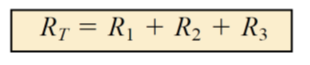 R_T = R_1 + R_2 + R_3